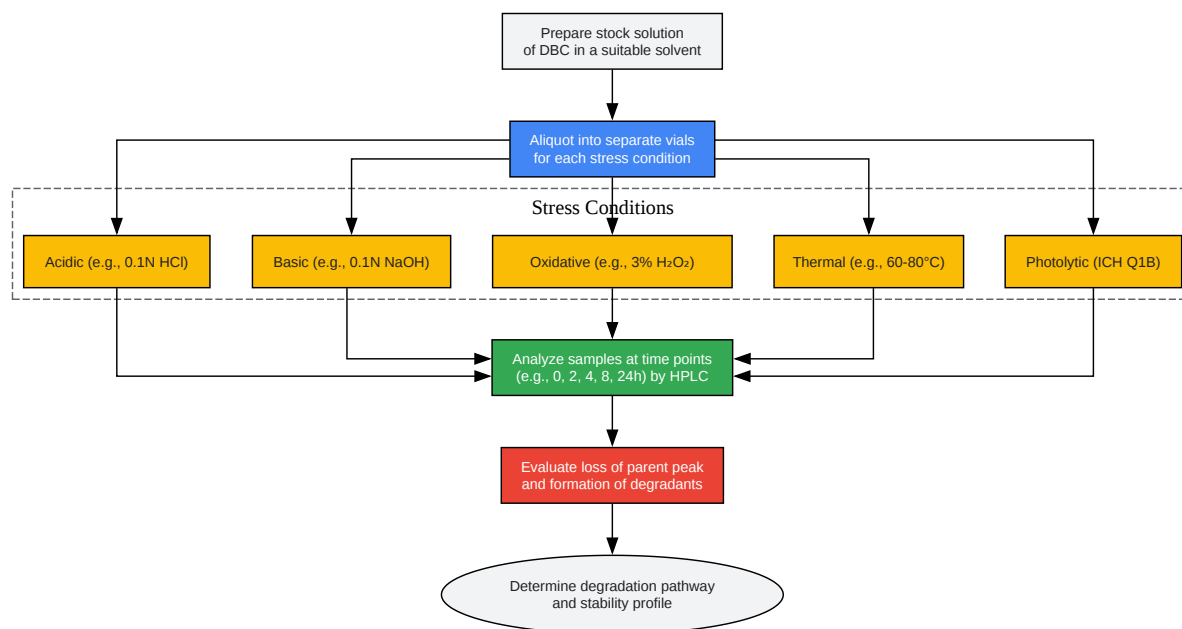 Prepare stock solution
of DBC in a suitable solvent
Aliquot into separate vials
for each stress condition
Stress Conditions
Acidic (e.g., 0.1N HCl)
Basic (e.g., 0.1N NaOH)
Oxidative (e.g., 3% H₂O₂)
Thermal (e.g., 60-80°C)
Photolytic (ICH Q1B)
Analyze samples at time points
(e.g., 0, 2, 4, 8, 24h) by HPLC
Evaluate loss of parent peak
and formation of degradants
Determine degradation pathway
and stability profile